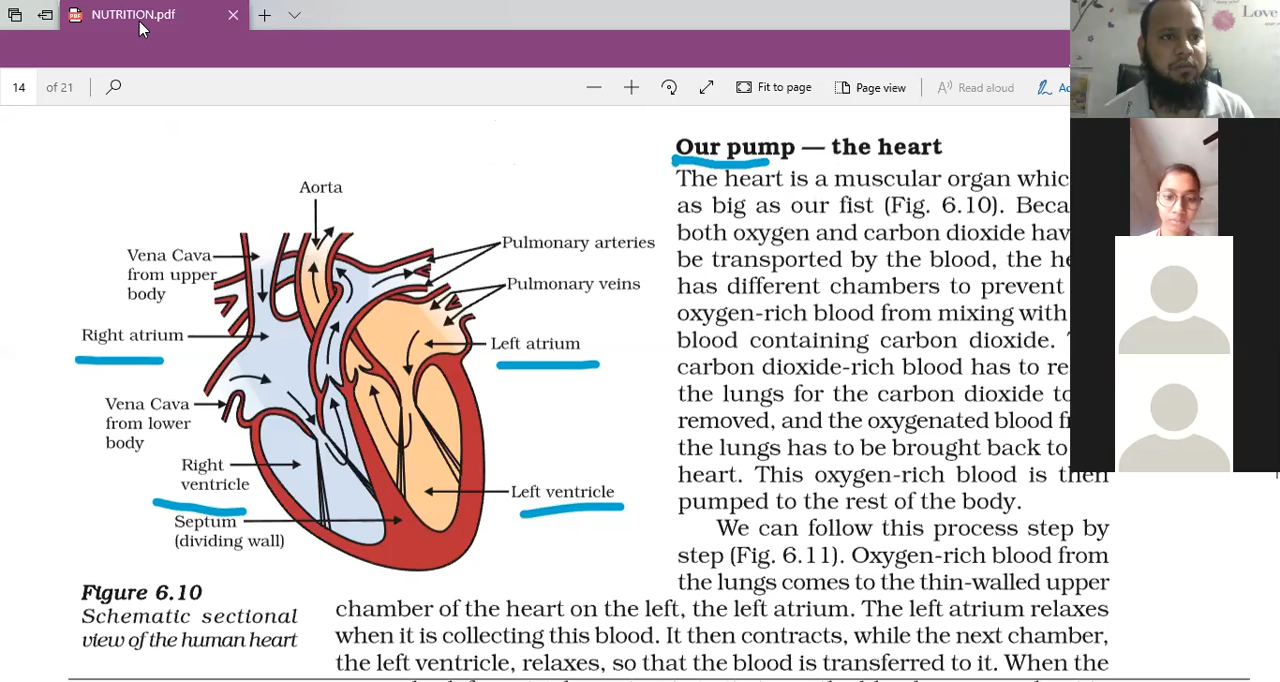 NUTRITION.pdf
14 of 21
Fit to page
Page view
Read aloud
Love
Our pump — the heart
The heart is a muscular organ
as big as our fist (Fig. 6.10).
both oxygen and carbon dioxide
be transported by the blood, the
has different chambers to prevent
oxygen-rich blood from mixing with
blood containing carbon dioxide.
carbon dioxide-rich blood has to
the lungs for the carbon dioxide
removed, and the oxygenated blood
the lungs has to be brought back to
heart. This oxygen-rich blood is then
pumped to the rest of the body.
We can follow this process step by
step (Fig. 6.11). Oxygen-rich blood from
the lungs comes to the thin-walled upper
chamber of the heart on the left, the left atrium. The left atrium relaxes
when it is collecting this blood. It then contracts, while the next chamber,
the left ventricle, relaxes, so that the blood is transferred to it. When the
Aorta
Vena Cava
from upper
body
Pulmonary arteries
Pulmonary veins
Right atrium
Left atrium
Vena Cava
from lower
body
Right
ventricle
Left ventricle
Septum
(dividing wall)
Figure 6.10
Schematic sectional
view of the human heart